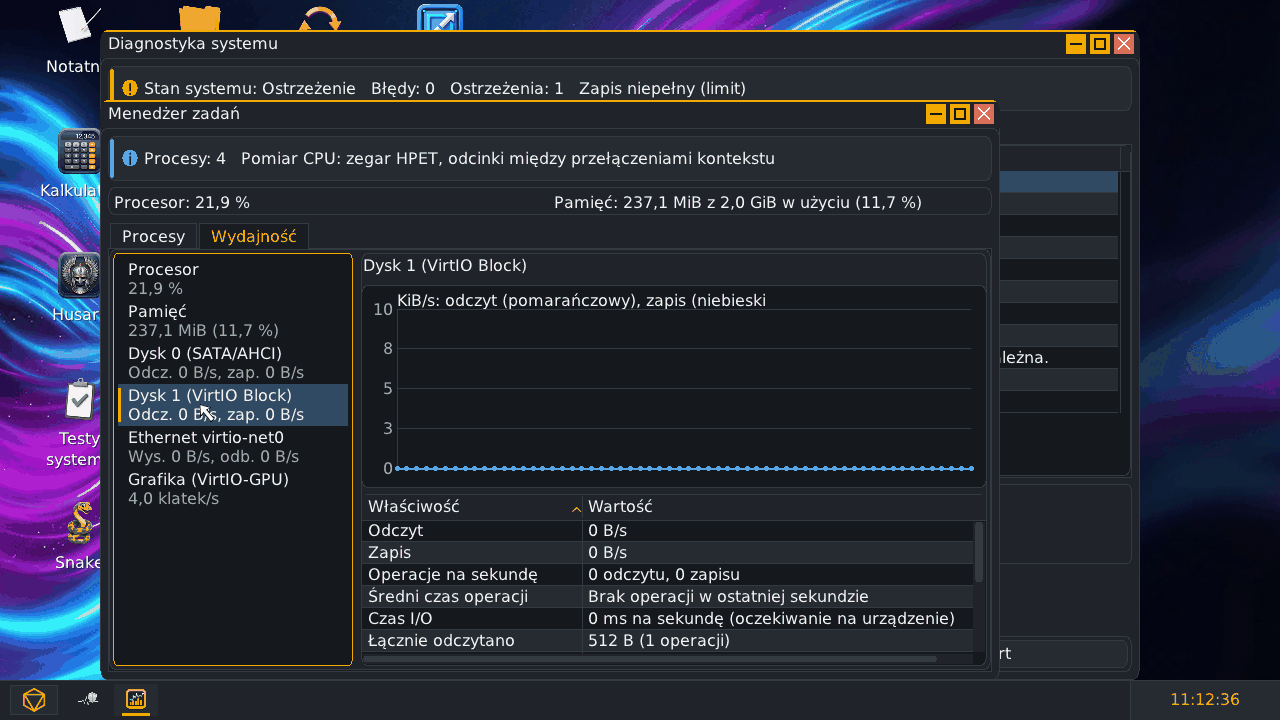 Diagnostyka systemu
Notatn
Stan systemu: Ostrzeżenie Błędy: 0 Ostrzeżenia: 1 Zapis niepełny (limit)
Menedżer zadań
12,345
Procesy: 4 Pomiar CPU: zegar HPET, odcinki między przełączeniami kontekstu
Kalkulat
Procesor: 21,9 % Pamięć: 237,1 MiB z 2,0 GiB w użyciu (11,7 %)
Procesy Wydajność
Procesor
21,9 %
Pamięć
237,1 MiB (11,7 %)
Dysk 0 (SATA/AHCI)
Odcz. 0 B/s, zap. 0 B/s
Dysk 1 (VirtIO Block)
Odcz. 0 B/s, zap. 0 B/s
Ethernet virtio-net0
Wys. 0 B/s, odb. 0 B/s
Grafika (VirtIO-GPU)
4,0 klatek/s
Husar
Testy
system
Snake
Dysk 1 (VirtIO Block)
KiB/s: odczyt (pomarańczowy), zapis (niebieski
10
8
5
3
0
Właściwość Wartość
Odczyt 0 B/s
Zapis 0 B/s
Operacje na sekundę 0 odczytu, 0 zapisu
Średni czas operacji Brak operacji w ostatniej sekundzie
Czas I/O 0 ms na sekundę (oczekiwanie na urządzenie)
Łącznie odczytano 512 B (1 operacji)
leżna.
rt
11:12:36